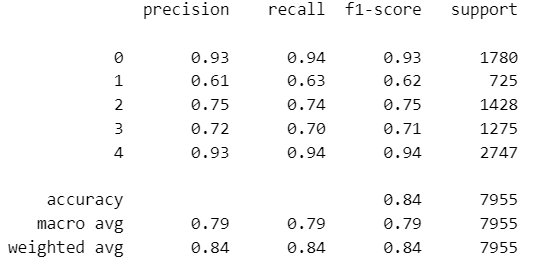 precision recall f1-score support
0 0.93 0.94 0.93 1780
1 0.61 0.63 0.62 725
2 0.75 0.74 0.75 1428
3 0.72 0.70 0.71 1275
4 0.93 0.94 0.94 2747
accuracy 0.84 7955
macro avg 0.79 0.79 0.79 7955
weighted avg 0.84 0.84 0.84 7955